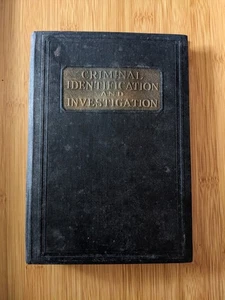 CRIMINAL
IDENTIFICATION
AND
INVESTIGATION